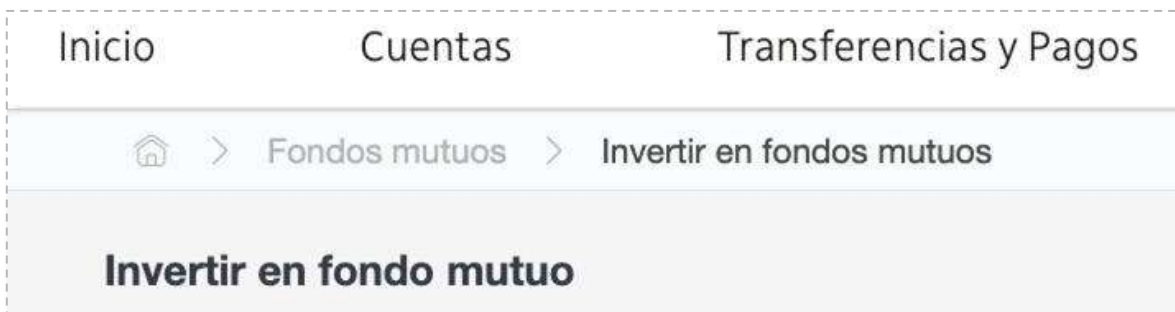 Inicio Cuentas Transferencias y Pagos
Fondos mutuos > Invertir en fondos mutuos
Invertir en fondo mutuo